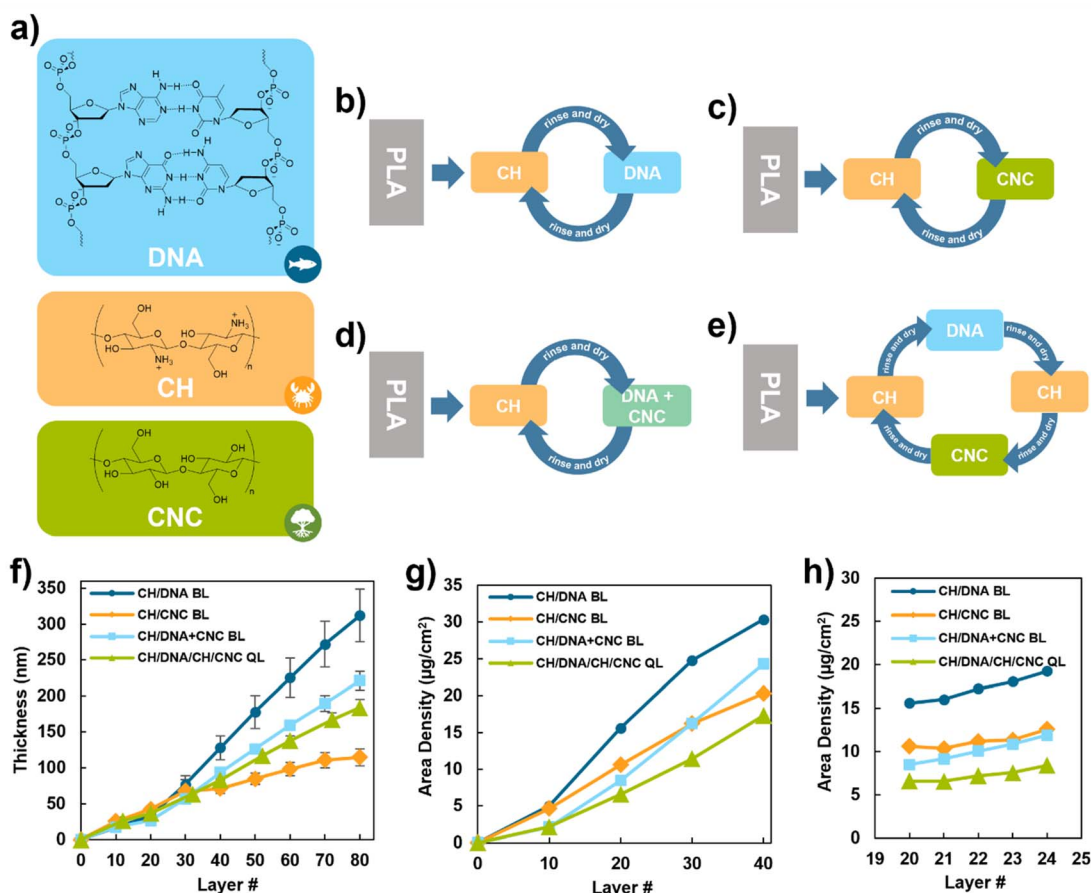 a)
DNA
CH
CNC
b)
PLA
CH
rinse and dry
DNA
rinse and dry
c)
PLA
CH
rinse and dry
CNC
rinse and dry
d)
PLA
CH
rinse and dry
DNA +
CNC
rinse and dry
e)
PLA
CH
rinse and dry
DNA
rinse and dry
CH
rinse and dry
CNC
rinse and dry
f)
Thickness (nm)
350
300
250
200
150
100
50
0
CH/DNA BL
CH/CNC BL
CH/DNA+CNC BL
CH/DNA/CH/CNC QL
0 10 20 30 40 50 60 70 80
Layer #
g)
Area Density (µg/cm²)
35
30
25
20
15
10
5
0
CH/DNA BL
CH/CNC BL
CH/DNA+CNC BL
CH/DNA/CH/CNC QL
0 10 20 30 40
Layer #
h)
Area Density (µg/cm²)
30
25
20
15
10
5
0
CH/DNA BL
CH/CNC BL
CH/DNA+CNC BL
CH/DNA/CH/CNC QL
19 20 21 22 23 24 25
Layer #